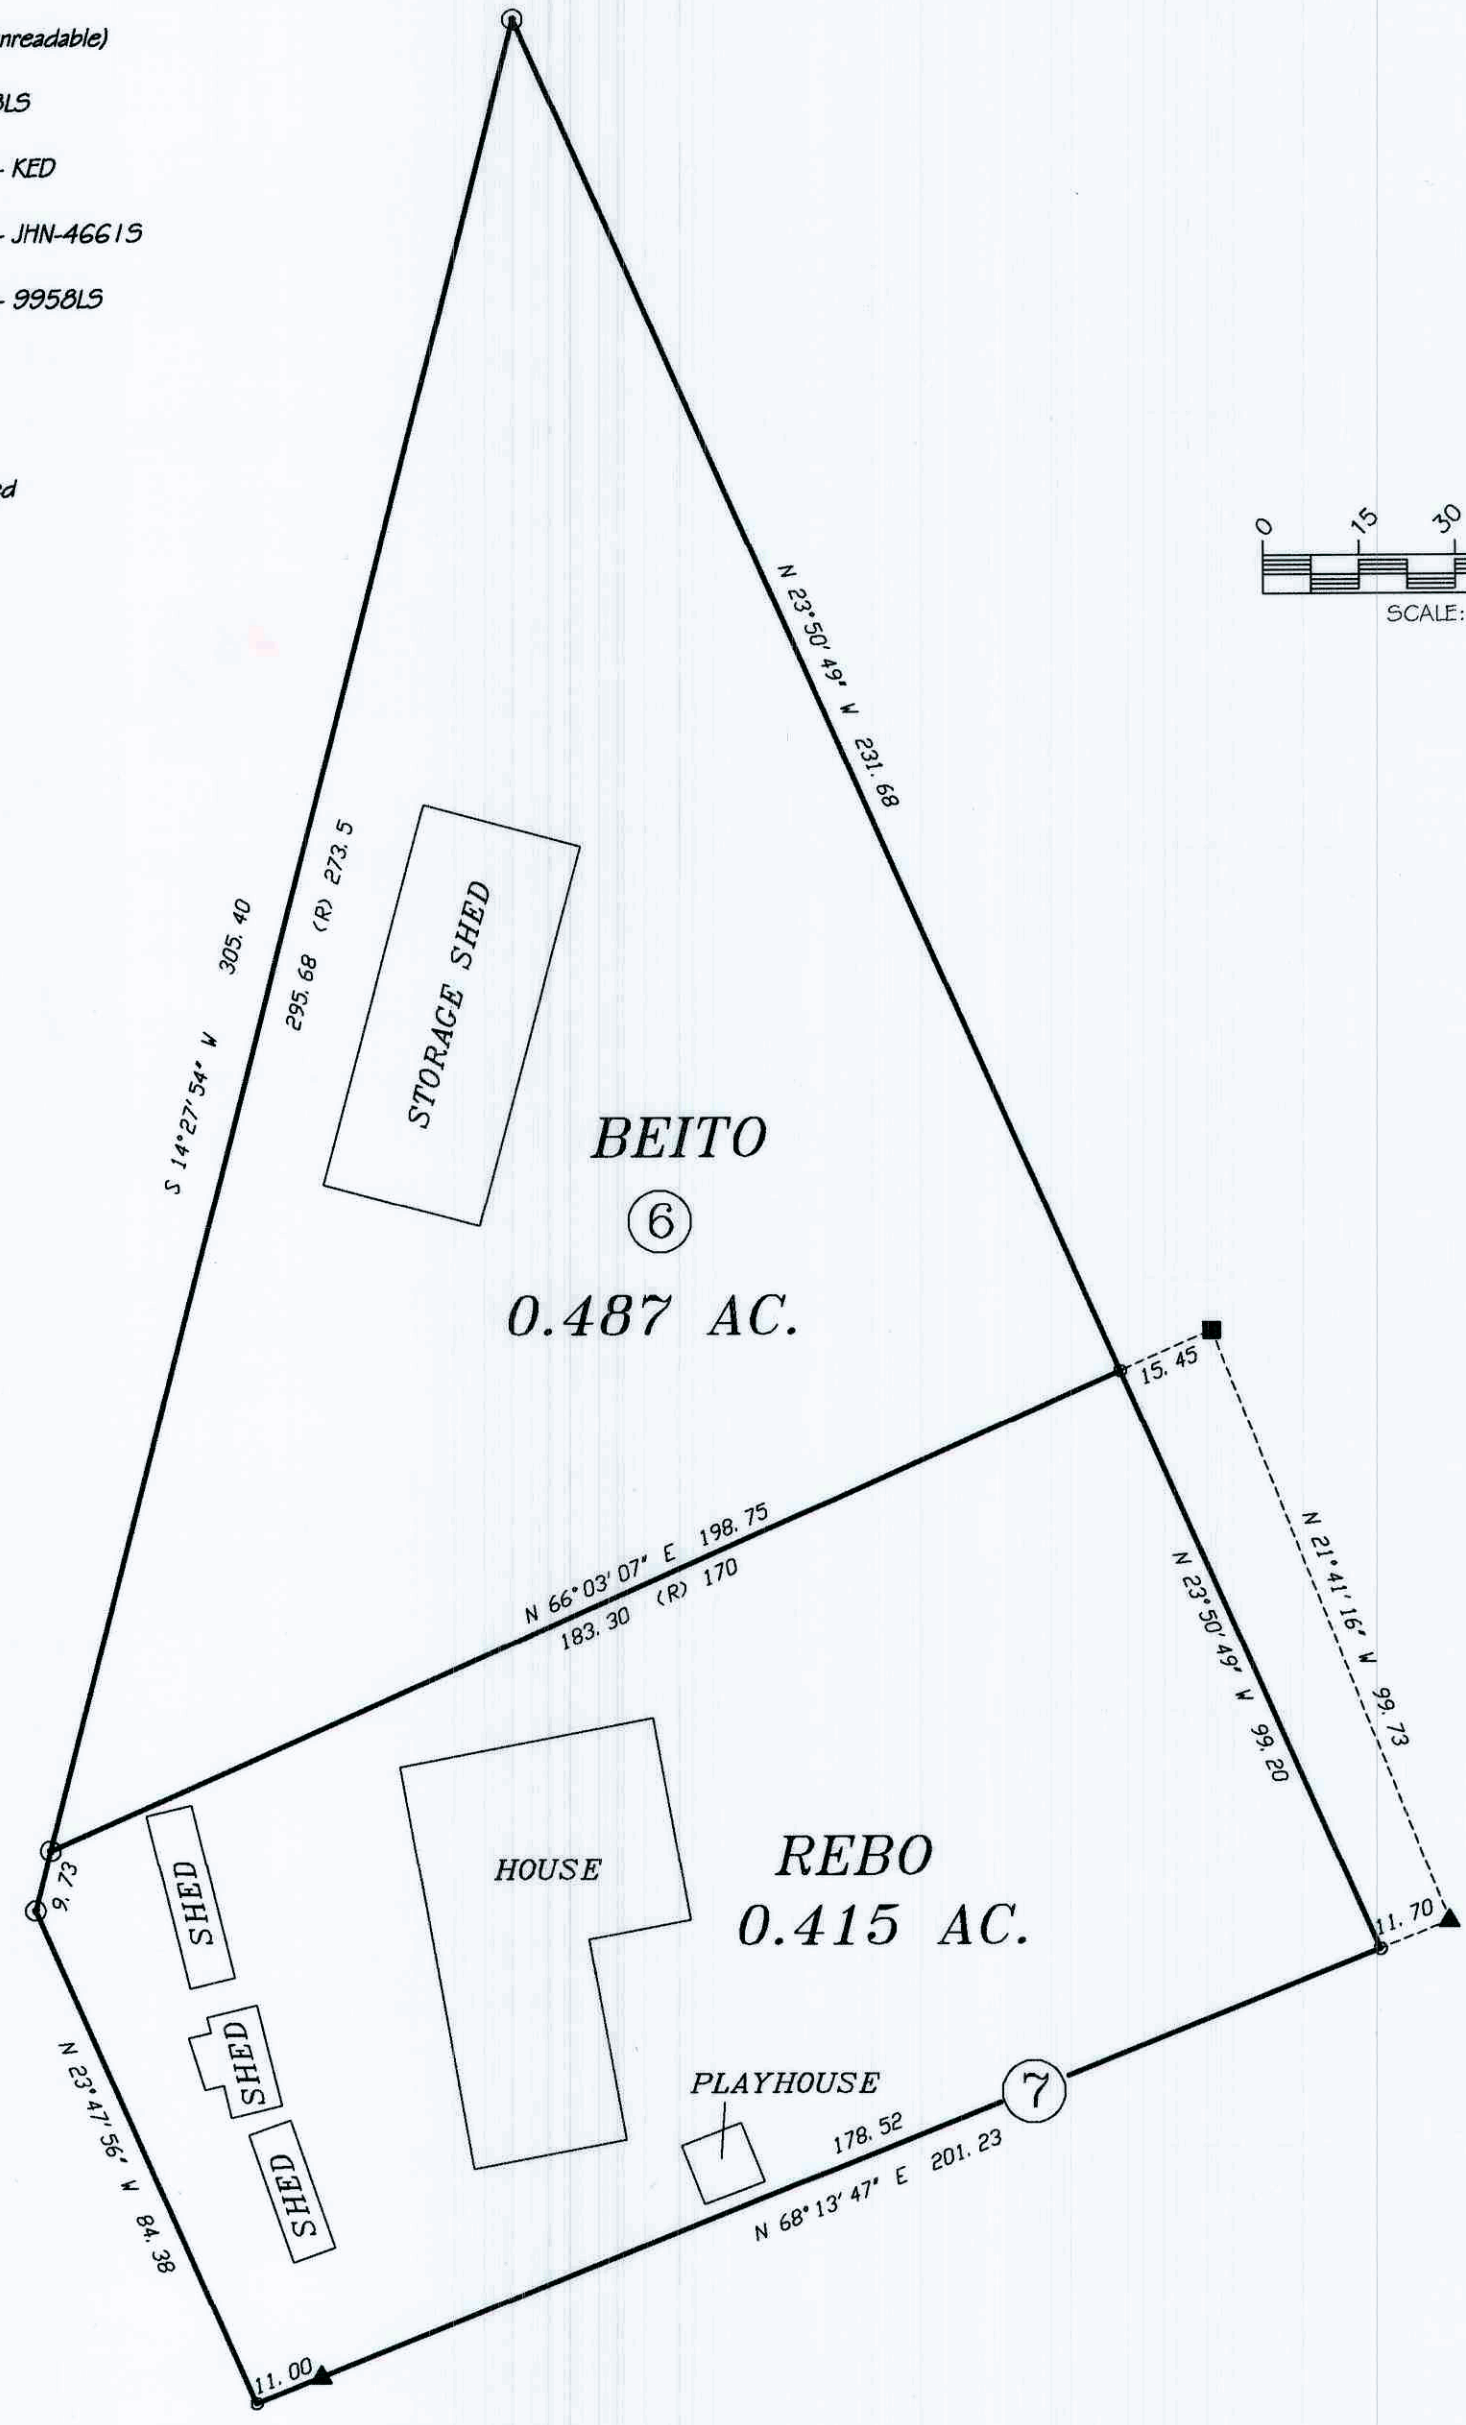 nreadable)
BLS
- KED
- JHN-4661S
- 9958LS
ed
0 15 30
SCALE:
N 23°50'49" W 231.68
305.40
295.68 (R) 273.5
S 14°27'54" W
STORAGE SHED
BEITO
6
0.487 AC.
15.45
N 66°03'07" E 198.75
183.30 (R) 170
N 21°41'16" W 99.73
N 23°50'49" W 99.20
9.73
SHED
HOUSE
REBO
0.415 AC.
11.70
SHED
N 23°47'56" W 84.38
PLAYHOUSE
7
178.52
N 68°13'47" E 201.23
SHED
11.00